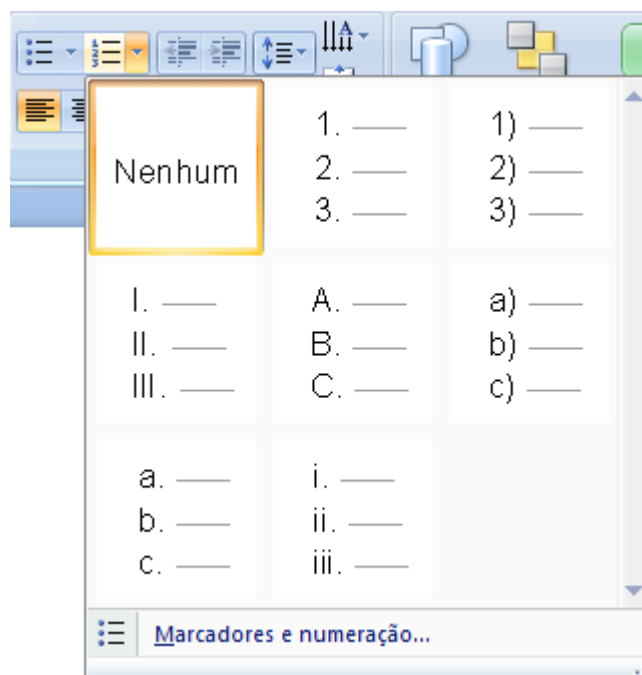 Nenhum
1.
2.
3.
1)
2)
3)
I.
II.
III.
A.
B.
C.
a)
b)
c)
a.
b.
c.
i.
ii.
iii.
Marcadores e numeração...